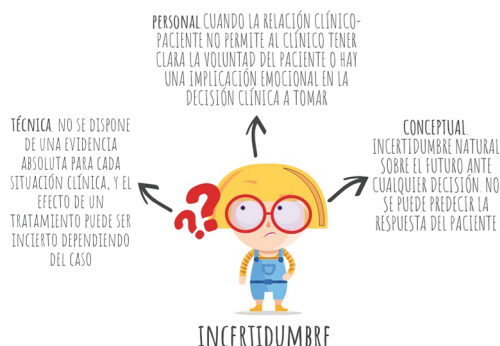 PERSONAL.CUANDO LA RELACIÓN CLÍNICO-
PACIENTE NO PERMITE AL CLÍNICO TENER
CLARA LA VOLUNTAD DEL PACIENTE O HAY
UNA IMPLICACIÓN EMOCIONAL EN LA
DECISIÓN CLÍNICA A TOMAR
TÉCNICA. NO SE DISPONE
DE UNA EVIDENCIA
ABSOLUTA PARA CADA
SITUACIÓN CLÍNICA, Y EL
EFECTO DE UN
TRATAMIENTO PUEDE SER
INCIERTO DEPENDIENDO
DEL CASO
CONCEPTUAL.
INCERTIDUMBRE NATURAL
SOBRE EL FUTURO ANTE
CUALQUIER DECISIÓN. NO
SE PUEDE PREDECIR LA
RESPUESTA DEL PACIENTE
??
INCERTIDUMBRE